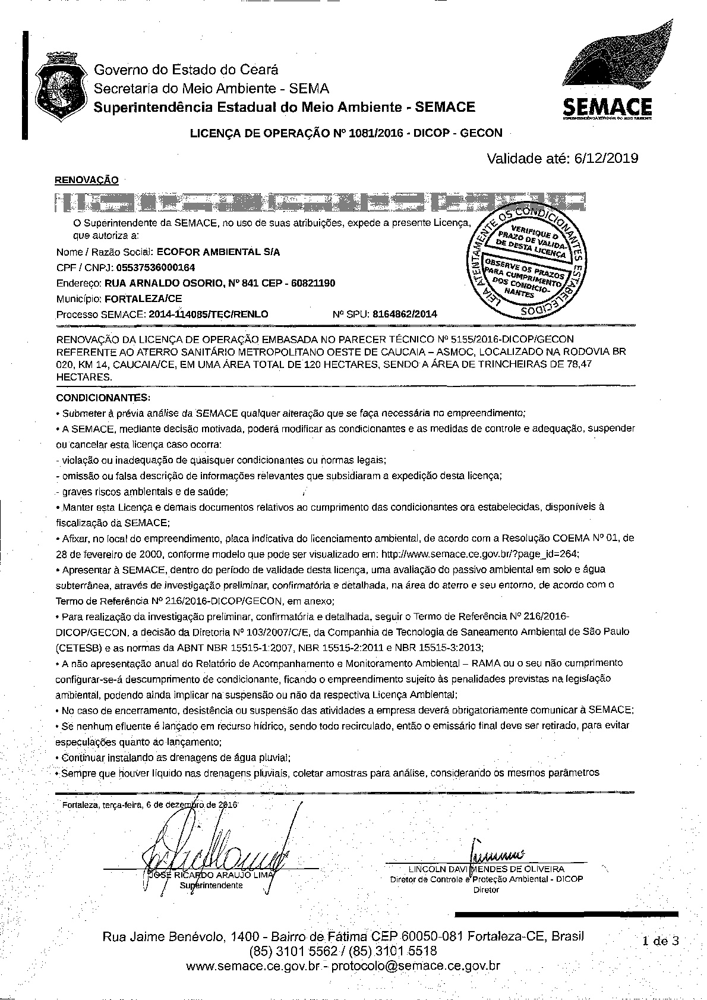 Governo do Estado do Ceará
Secretaria do Meio Ambiente - SEMA
Superintendência Estadual do Meio Ambiente - SEMACE
SEMACE
LICENÇA DE OPERAÇÃO Nº 1081/2016 - DICOP - GECON
Validade até: 6/12/2019
RENOVAÇÃO
O Superintendente da SEMACE, no uso de suas atribuições, expede a presente Licença,
que autoriza a:
Nome / Razão Social: ECOFOR AMBIENTAL S/A
CPF / CNPJ: 05537536000164
Endereço: RUA ARNALDO OSORIO, Nº 841 CEP - 60821190
Município: FORTALEZA/CE
Processo SEMACE: 2014-114085/TEC/RENLO Nº SPU: 8164862/2014
LEIA ATENTAMENTE OS CONDICIONANTES ESTABELECIDOS
VERIFIQUE O
PRAZO DE VALIDA-
DE DESTA LICENÇA
OBSERVE OS PRAZOS
PARA CUMPRIMENTO
DOS CONDICIO-
NANTES
RENOVAÇÃO DA LICENÇA DE OPERAÇÃO EMBASADA NO PARECER TÉCNICO Nº 5155/2016-DICOP/GECON
REFERENTE AO ATERRO SANITÁRIO METROPOLITANO OESTE DE CAUCAIA – ASMOC, LOCALIZADO NA RODOVIA BR
020, KM 14, CAUCAIA/CE, EM UMA ÁREA TOTAL DE 120 HECTARES, SENDO A ÁREA DE TRINCHEIRAS DE 78,47
HECTARES.
CONDICIONANTES:
• Submeter à prévia análise da SEMACE qualquer alteração que se faça necessária no empreendimento;
• A SEMACE, mediante decisão motivada, poderá modificar as condicionantes e as medidas de controle e adequação, suspender
ou cancelar esta licença caso ocorra:
- violação ou inadequação de quaisquer condicionantes ou normas legais;
- omissão ou falsa descrição de informações relevantes que subsidiaram a expedição desta licença;
- graves riscos ambientais e de saúde;
• Manter esta Licença e demais documentos relativos ao cumprimento das condicionantes ora estabelecidas, disponíveis à
fiscalização da SEMACE;
• Afixar, no local do empreendimento, placa indicativa do licenciamento ambiental, de acordo com a Resolução COEMA Nº 01, de
28 de fevereiro de 2000, conforme modelo que pode ser visualizado em: http://www.semace.ce.gov.br/?page_id=264;
• Apresentar à SEMACE, dentro do período de validade desta licença, uma avaliação do passivo ambiental em solo e água
subterrânea, através de investigação preliminar, confirmatória e detalhada, na área do aterro e seu entorno, de acordo com o
Termo de Referência Nº 216/2016-DICOP/GECON, em anexo;
• Para realização da investigação preliminar, confirmatória e detalhada, seguir o Termo de Referência Nº 216/2016-
DICOP/GECON, a decisão da Diretoria Nº 103/2007/C/E, da Companhia de Tecnologia de Saneamento Ambiental de São Paulo
(CETESB) e as normas da ABNT NBR 15515-1:2007, NBR 15515-2:2011 e NBR 15515-3:2013;
• A não apresentação anual do Relatório de Acompanhamento e Monitoramento Ambiental – RAMA ou o seu não cumprimento
configurar-se-á descumprimento de condicionante, ficando o empreendimento sujeito às penalidades previstas na legislação
ambiental, podendo ainda implicar na suspensão ou não da respectiva Licença Ambiental;
• No caso de encerramento, desistência ou suspensão das atividades a empresa deverá obrigatoriamente comunicar à SEMACE;
• Se nenhum efluente é lançado em recurso hídrico, sendo todo recirculado, então o emissário final deve ser retirado, para evitar
especulações quanto ao lançamento;
• Continuar instalando as drenagens de água pluvial;
• Sempre que houver líquido nas drenagens pluviais, coletar amostras para análise, considerando os mesmos parâmetros
Fortaleza, terça-feira, 6 de dezembro de 2016
JOSÉ RICARDO ARAUJO LIMA
Superintendente
LINCOLN DAVI MENDES DE OLIVEIRA
Diretor de Controle e Proteção Ambiental - DICOP
Diretor
Rua Jaime Benévolo, 1400 - Bairro de Fátima CEP 60050-081 Fortaleza-CE, Brasil
(85) 3101 5562 / (85) 3101 5518
www.semace.ce.gov.br - protocolo@semace.ce.gov.br
1 de 3